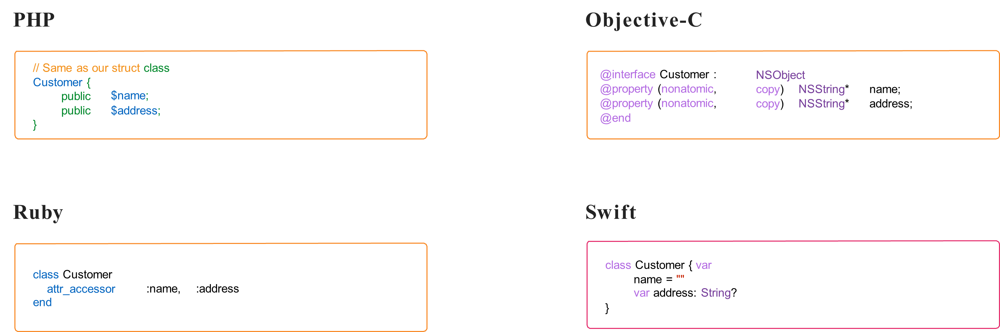 PHP
// Same as our struct class
Customer {
public $name;
public $address;
}
Objective-C
@interface Customer : NSObject
@property (nonatomic, copy) NSString* name;
@property (nonatomic, copy) NSString* address;
@end
Ruby
class Customer
attr_accessor :name, :address
end
Swift
class Customer { var
name = ""
var address: String?
}